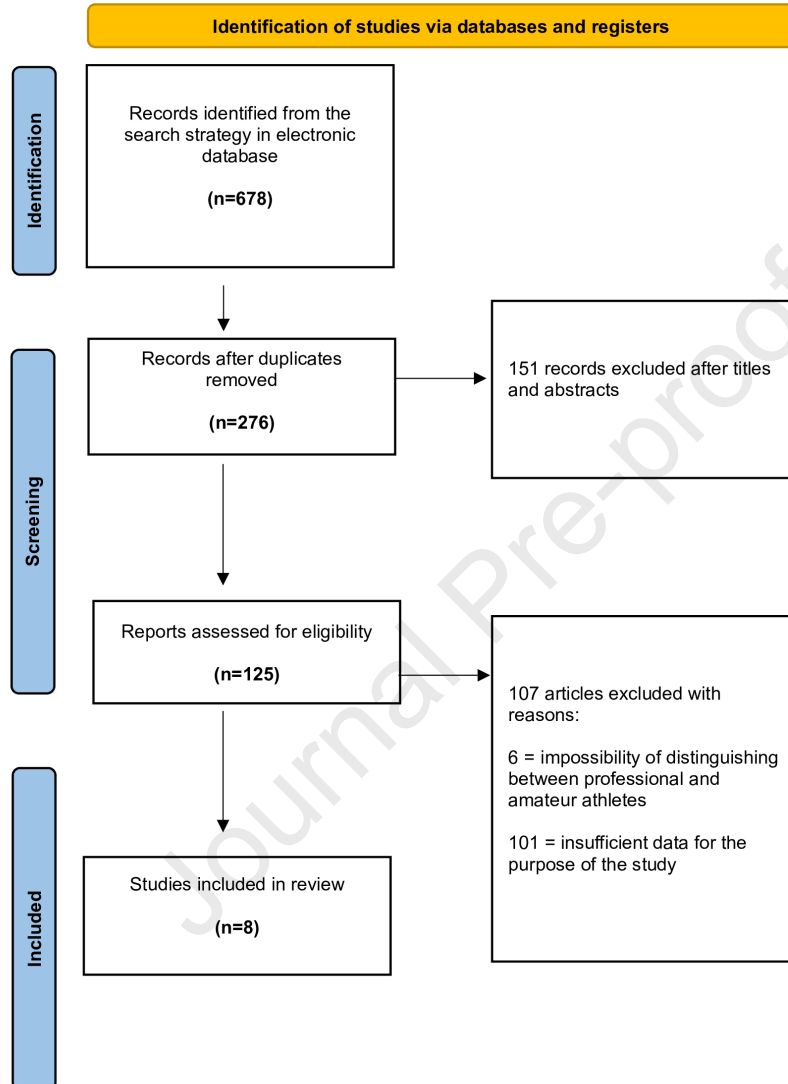 Identification of studies via databases and registers
Identification
Records identified from the
search strategy in electronic
database
(n=678)
Screening
Records after duplicates
removed
(n=276)
151 records excluded after titles
and abstracts
Reports assessed for eligibility
(n=125)
107 articles excluded with
reasons:
6 = impossibility of distinguishing
between professional and
amateur athletes
101 = insufficient data for the
purpose of the study
Included
Studies included in review
(n=8)
Journal Pre-proof